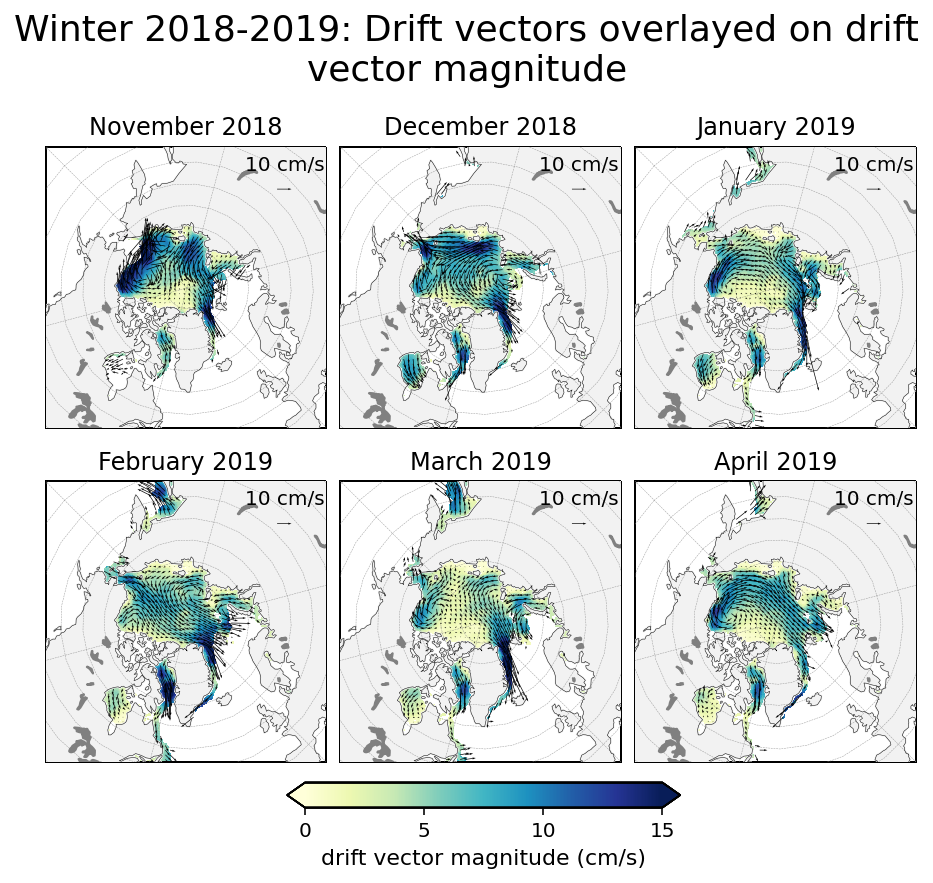 Winter 2018-2019: Drift vectors overlayed on drift
vector magnitude
November 2018
December 2018
January 2019
10 cm/s
10 cm/s
10 cm/s
February 2019
March 2019
April 2019
10 cm/s
10 cm/s
10 cm/s
0 5 10 15
drift vector magnitude (cm/s)